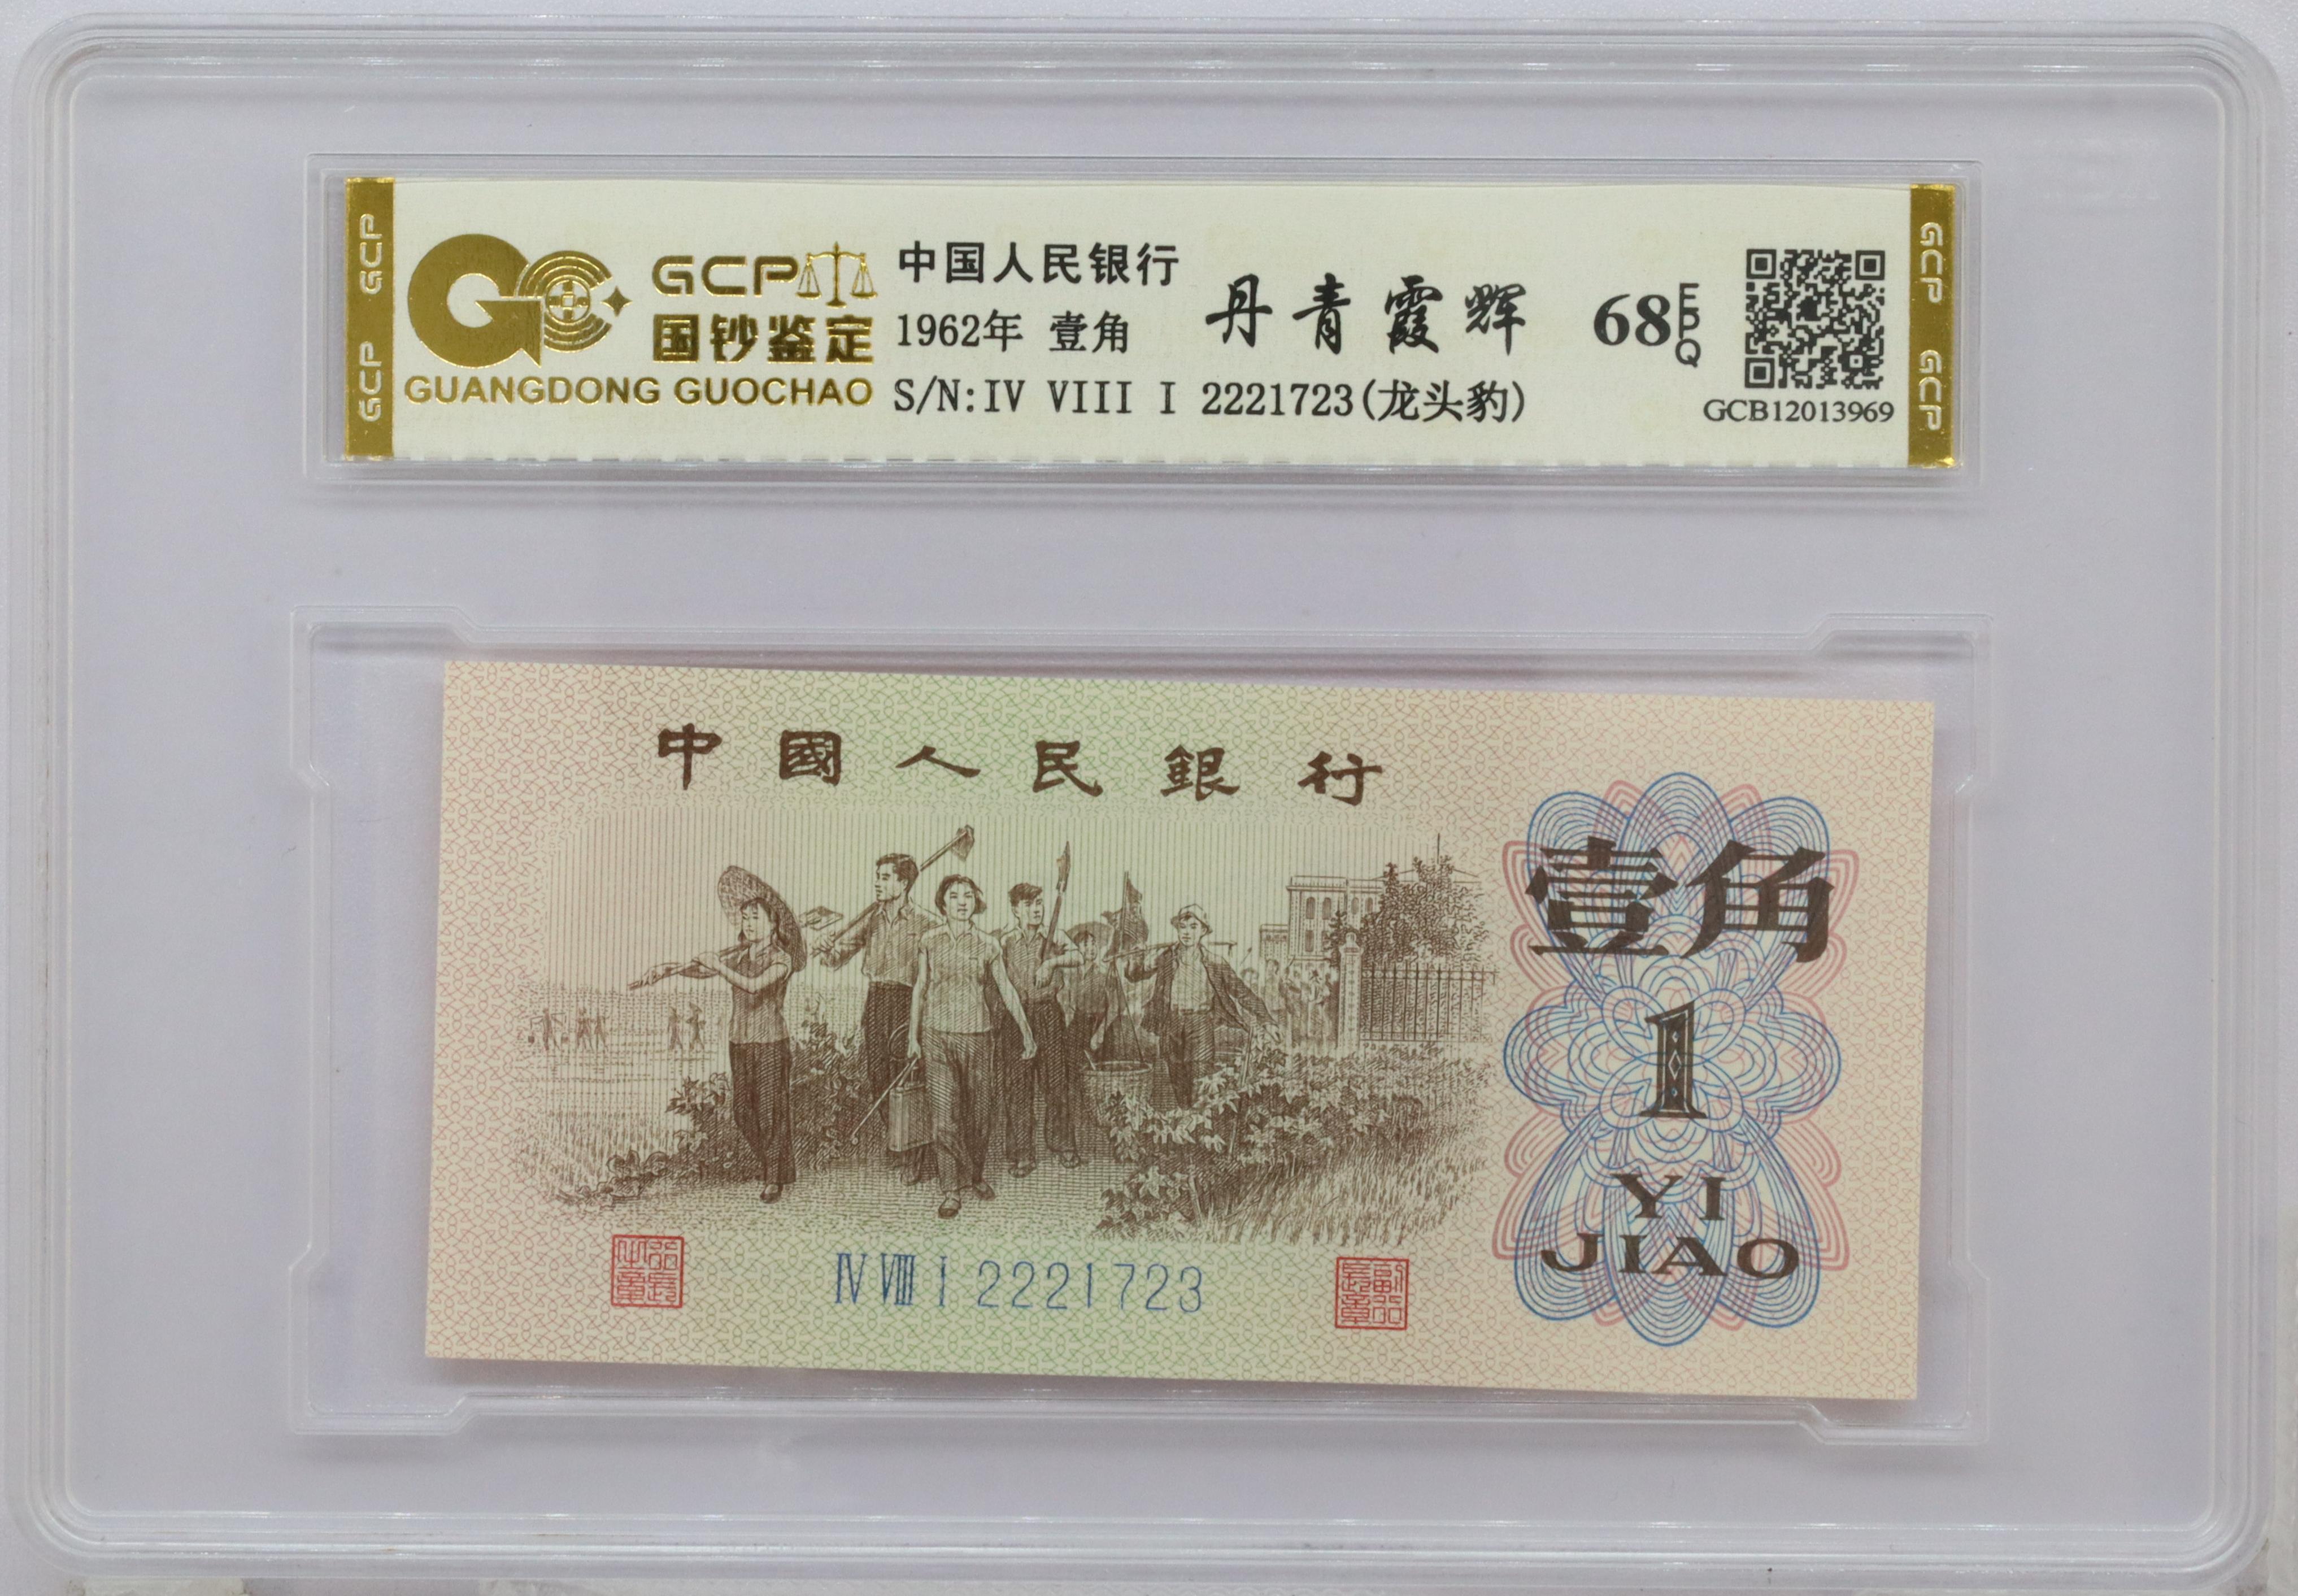 GCP GCP
GCP
国钞鉴定
GUANGDONG GUOCHAO
中国人民银行
1962年 壹角
S/N:IV VIII I 2221723(龙头豹)
丹青霞辉
68 EPQ
GCB12013969
GCP GCP
中國人民銀行
壹角
1
YI
JIAO
IV VIII I 2221723